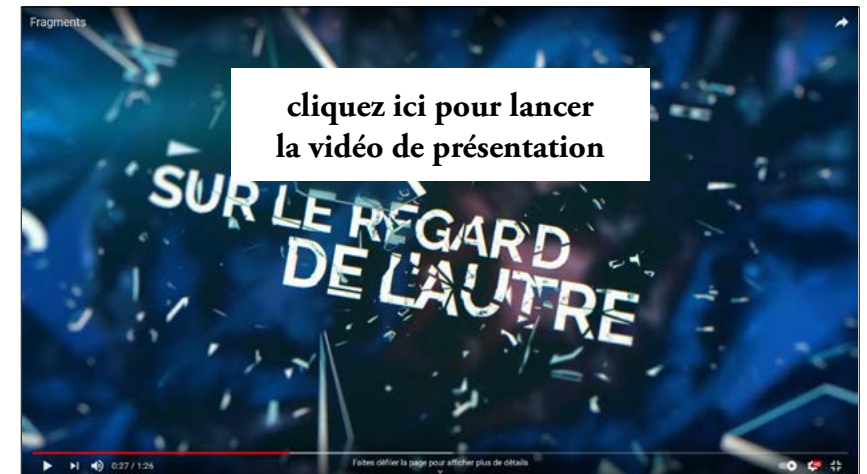 Fragments
cliquez ici pour lancer
la vidéo de présentation
SUR LE REGARD
DE L'AUTRE
0:27 / 1:26
Faites défiler la page pour afficher plus de détails